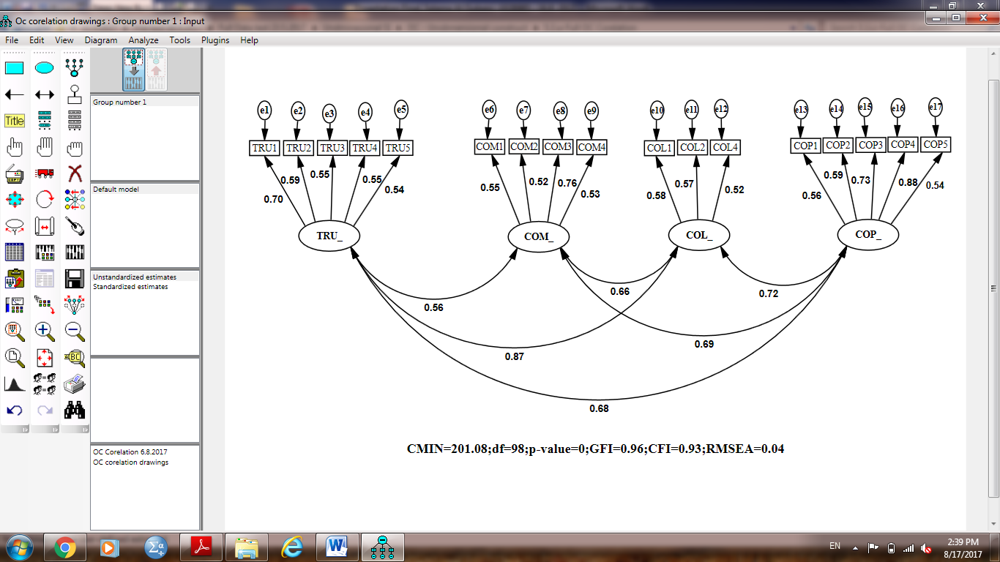 Oc corelation drawings : Group number 1 : Input
File Edit View Diagram Analyze Tools Plugins Help
Title
Group number 1
Default model
Unstandardized estimates
Standardized estimates
OC Corelation 6.8.2017
OC corelation drawings
e1 e2 e3 e4 e5 e6 e7 e8 e9 e10 e11 e12 e13 e14 e15 e16 e17
TRU1 TRU2 TRU3 TRU4 TRU5 COM1 COM2 COM3 COM4 COL1 COL2 COL4 COP1 COP2 COP3 COP4 COP5
0.70 0.59 0.55 0.55 0.54 0.55 0.52 0.76 0.53 0.58 0.57 0.52 0.56 0.59 0.73 0.88 0.54
TRU_ COM_ COL_ COP_
0.56
0.66
0.72
0.69
0.87
0.68
CMIN=201.08;df=98;p-value=0;GFI=0.96;CFI=0.93;RMSEA=0.04
EN
2:39 PM
8/17/2017